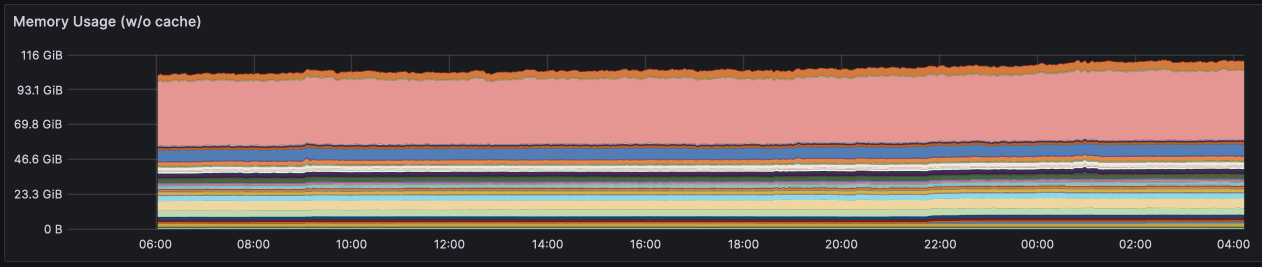 Memory Usage (w/o cache)
116 GiB
93.1 GiB
69.8 GiB
46.6 GiB
23.3 GiB
0 B
06:00 08:00 10:00 12:00 14:00 16:00 18:00 20:00 22:00 00:00 02:00 04:00